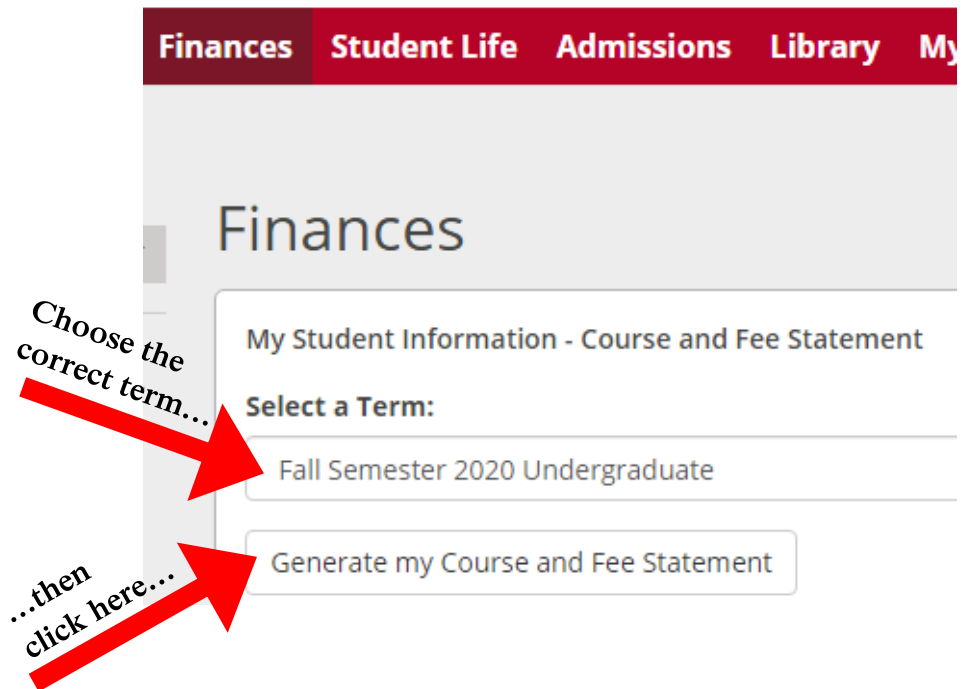 Finances Student Life Admissions Library My
Finances
Choose the
correct term...
My Student Information - Course and Fee Statement
Select a Term:
Fall Semester 2020 Undergraduate
...then
click here...
Generate my Course and Fee Statement